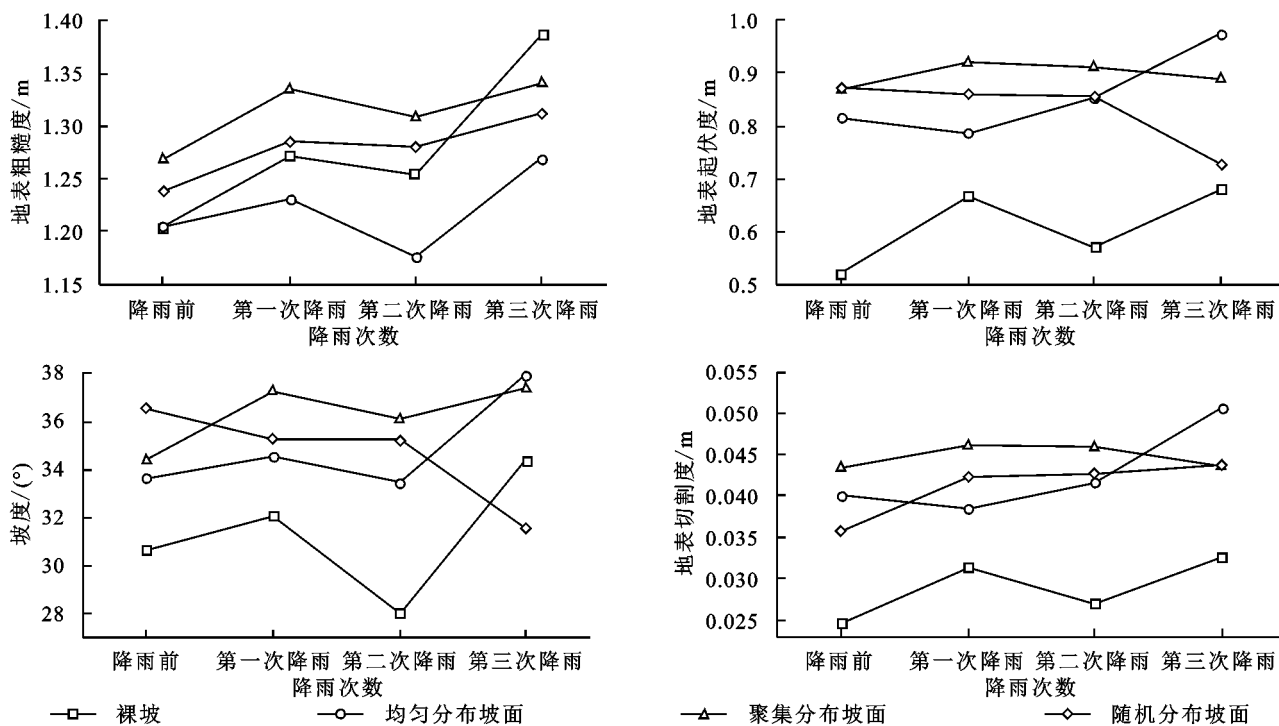 1.40
1.35
1.30
1.25
1.20
1.15
地表粗糙度/m
降雨前 第一次降雨 第二次降雨 第三次降雨
降雨次数
1.0
0.9
0.8
0.7
0.6
0.5
地表起伏度/m
降雨前 第一次降雨 第二次降雨 第三次降雨
降雨次数
38
36
34
32
30
28
坡度/(°)
降雨前 第一次降雨 第二次降雨 第三次降雨
降雨次数
0.055
0.050
0.045
0.040
0.035
0.030
0.025
地表切割度/m
降雨前 第一次降雨 第二次降雨 第三次降雨
降雨次数
裸坡 均匀分布坡面 聚集分布坡面 随机分布坡面